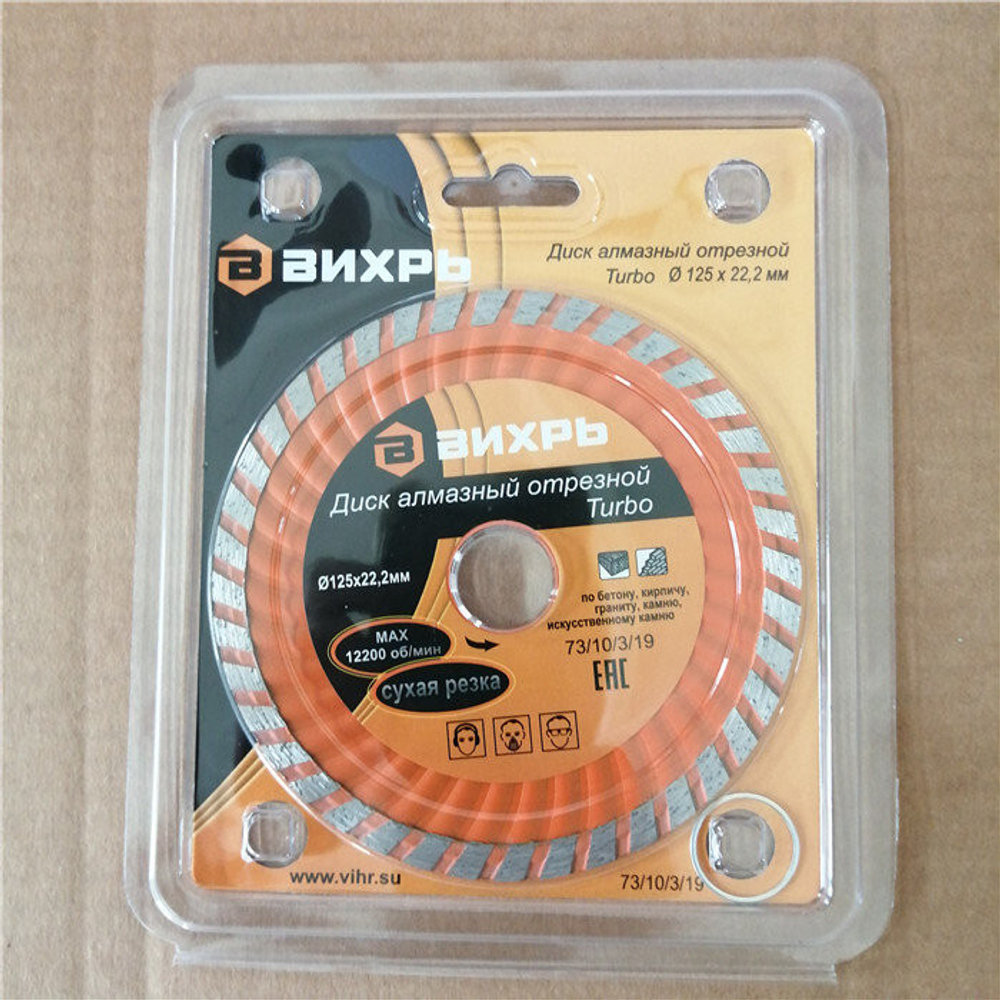 ВИХРЬ
Диск алмазный отрезной
Turbo Ø 125 x 22,2 мм
ВИХРЬ
Диск алмазный отрезной
Turbo
Ø125x22,2мм
по бетону, кирпичу,
граниту, камню,
искусственному камню
MAX
12200 об/мин
73/10/3/19
сухая резка
EAC
www.vihr.su
73/10/3/19